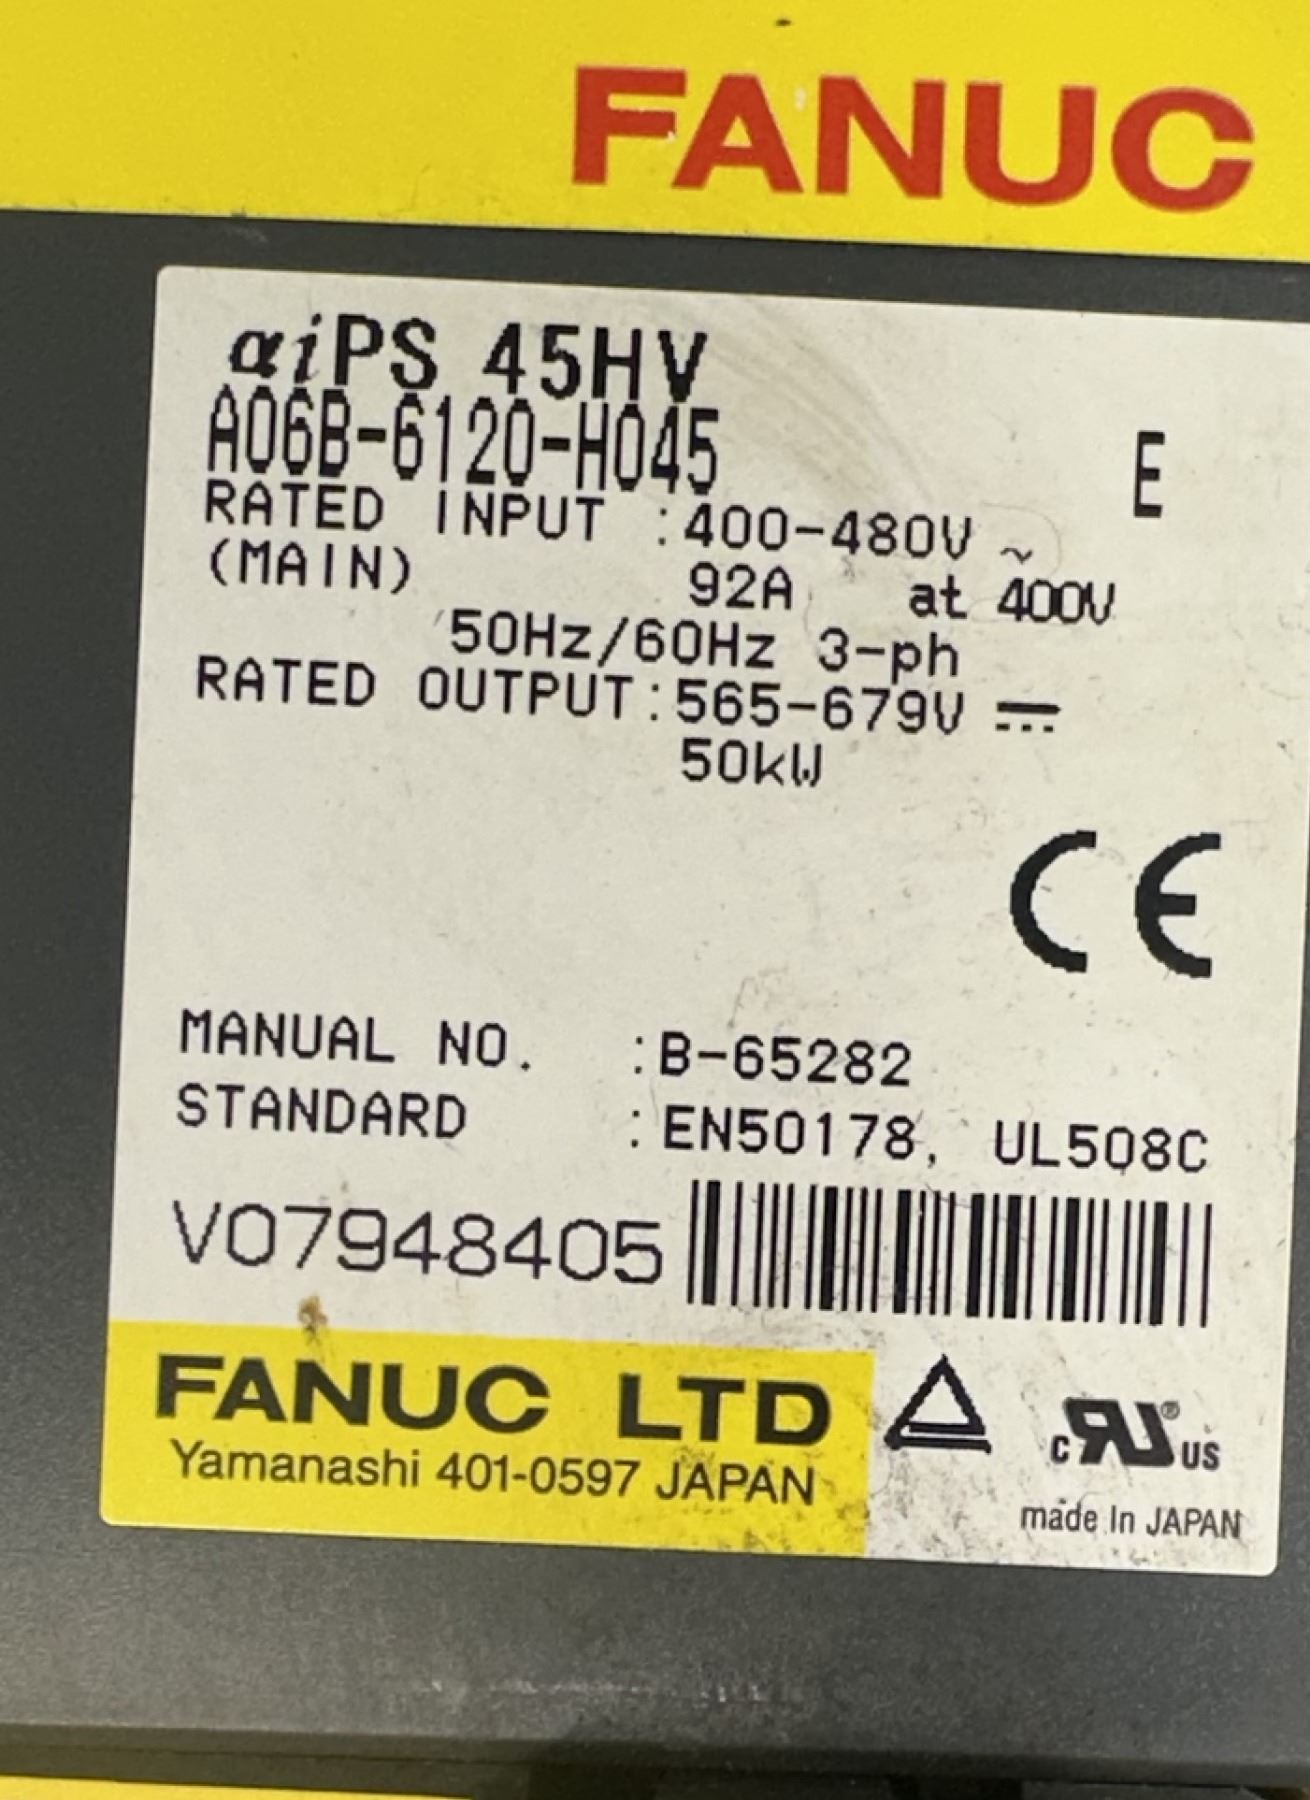 FANUC
αiPS 45HV
A06B-6120-H045
E
RATED INPUT :400-480V ~
(MAIN) 92A at 400V
50Hz/60Hz 3-ph
RATED OUTPUT:565-679V ⎓
50kW
CE
MANUAL NO. :B-65282
STANDARD :EN50178, UL508C
V07948405
FANUC LTD
Yamanashi 401-0597 JAPAN
c RU® US
made In JAPAN